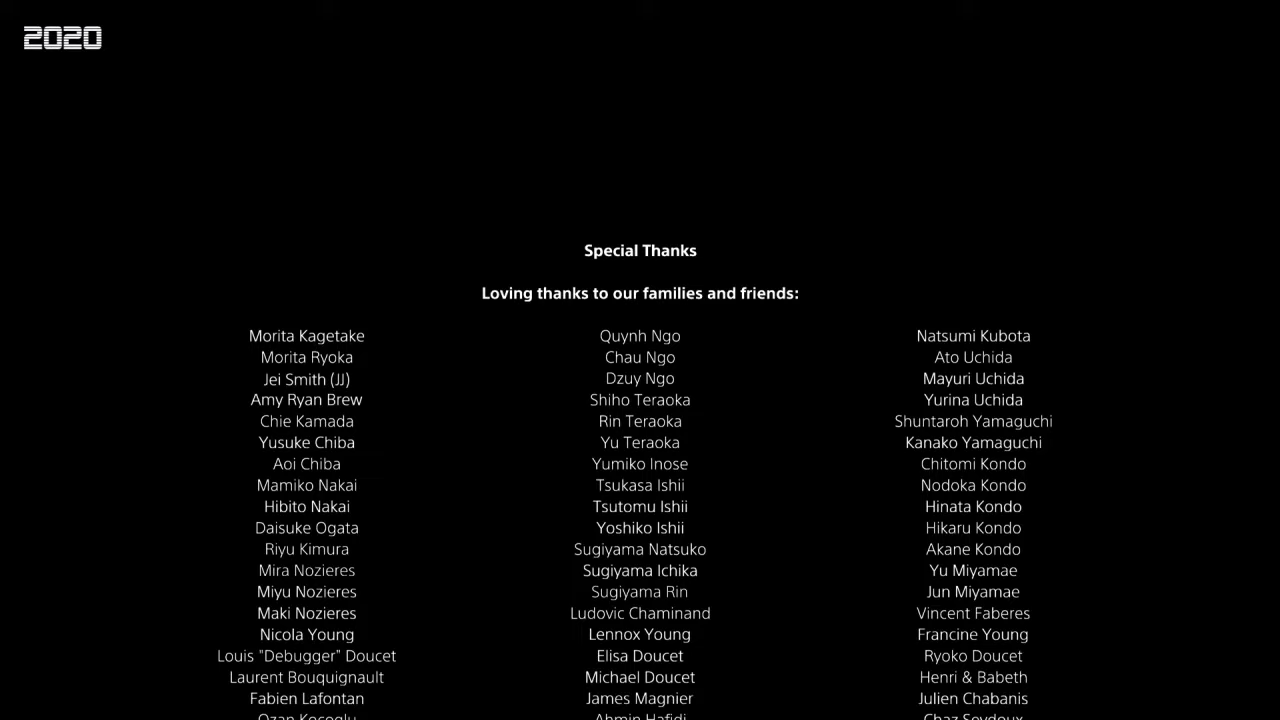 2020
Special Thanks
Loving thanks to our families and friends:
Morita Kagetake Quynh Ngo Natsumi Kubota
Morita Ryoka Chau Ngo Ato Uchida
Jei Smith (JJ) Dzuy Ngo Mayuri Uchida
Amy Ryan Brew Shiho Teraoka Yurina Uchida
Chie Kamada Rin Teraoka Shuntaroh Yamaguchi
Yusuke Chiba Yu Teraoka Kanako Yamaguchi
Aoi Chiba Yumiko Inose Chitomi Kondo
Mamiko Nakai Tsukasa Ishii Nodoka Kondo
Hibito Nakai Tsutomu Ishii Hinata Kondo
Daisuke Ogata Yoshiko Ishii Hikaru Kondo
Riyu Kimura Sugiyama Natsuko Akane Kondo
Mira Nozieres Sugiyama Ichika Yu Miyamae
Miyu Nozieres Sugiyama Rin Jun Miyamae
Maki Nozieres Ludovic Chaminand Vincent Faberes
Nicola Young Lennox Young Francine Young
Louis "Debugger" Doucet Elisa Doucet Ryoko Doucet
Laurent Bouquignault Michael Doucet Henri & Babeth
Fabien Lafontan James Magnier Julien Chabanis
Ozan Kocoglu Ahmin Hafidi Chaz Seydoux